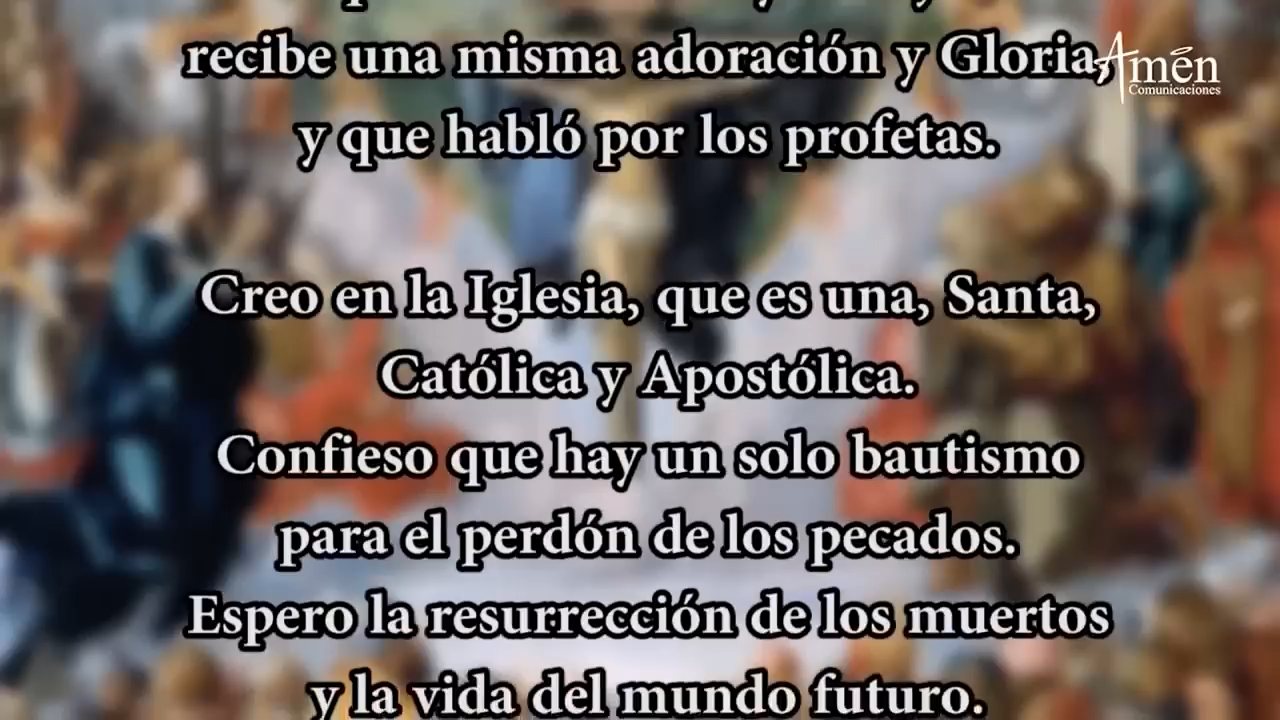 recibe una misma adoración y Gloria,
y que habló por los profetas.
Creo en la Iglesia, que es una, Santa,
Católica y Apostólica.
Confieso que hay un solo bautismo
para el perdón de los pecados.
Espero la resurrección de los muertos
y la vida del mundo futuro.
Amén
Comunicaciones